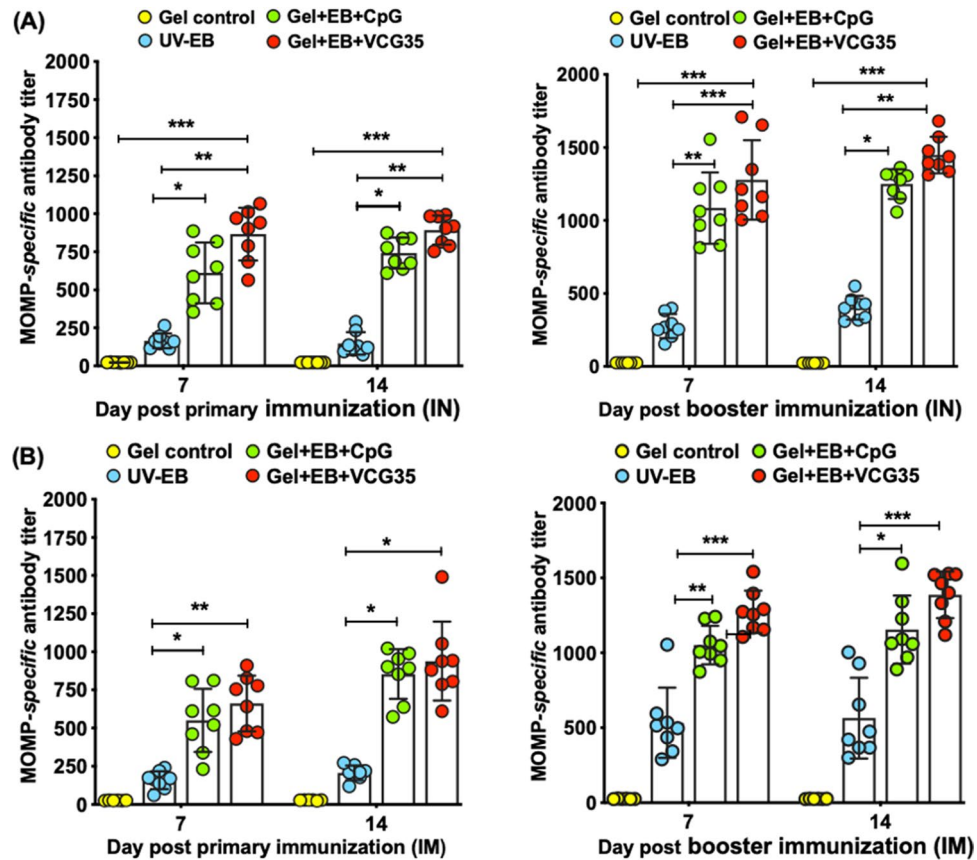 (A)
Gel control Gel+EB+CpG
UV-EB Gel+EB+VCG35
MOMP-specific antibody titer
2000
1750
1500
1250
1000
750
500
250
0
***
**
*
***
**
*
7 14
Day post primary immunization (IN)
Gel control Gel+EB+CpG
UV-EB Gel+EB+VCG35
MOMP-specific antibody titer
2000
1500
1000
500
0
***
***
**
***
**
*
7 14
Day post booster immunization (IN)
(B)
Gel control Gel+EB+CpG
UV-EB Gel+EB+VCG35
MOMP-specific antibody titer
2000
1750
1500
1250
1000
750
500
250
0
**
*
*
*
7 14
Day post primary immunization (IM)
Gel control Gel+EB+CpG
UV-EB Gel+EB+VCG35
MOMP-specific antibody titer
2000
1500
1000
500
0
***
**
***
*
7 14
Day post booster immunization (IM)